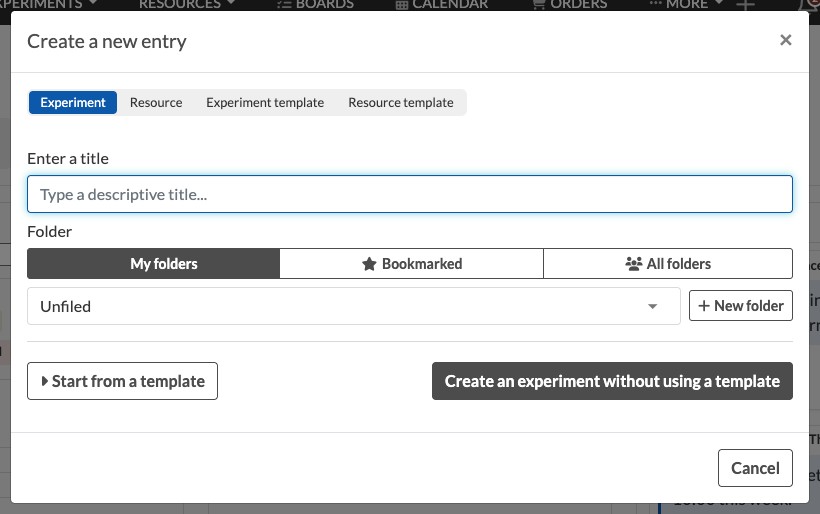 RESOURCES BOARDS CALENDAR ORDERS MORE
Create a new entry ×
Experiment Resource Experiment template Resource template
Enter a title
Type a descriptive title...
Folder
My folders Bookmarked All folders
Unfiled + New folder
Start from a template Create an experiment without using a template
Cancel